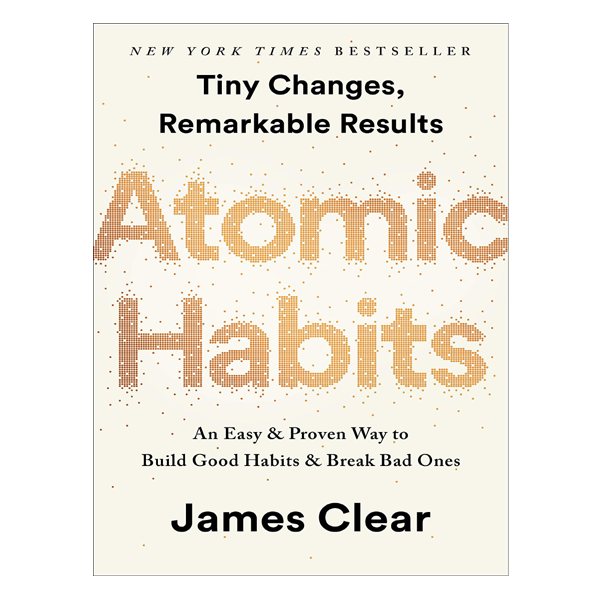 NEW YORK TIMES BESTSELLER
Tiny Changes,
Remarkable Results
Atomic
Habits
An Easy & Proven Way to
Build Good Habits & Break Bad Ones
James Clear